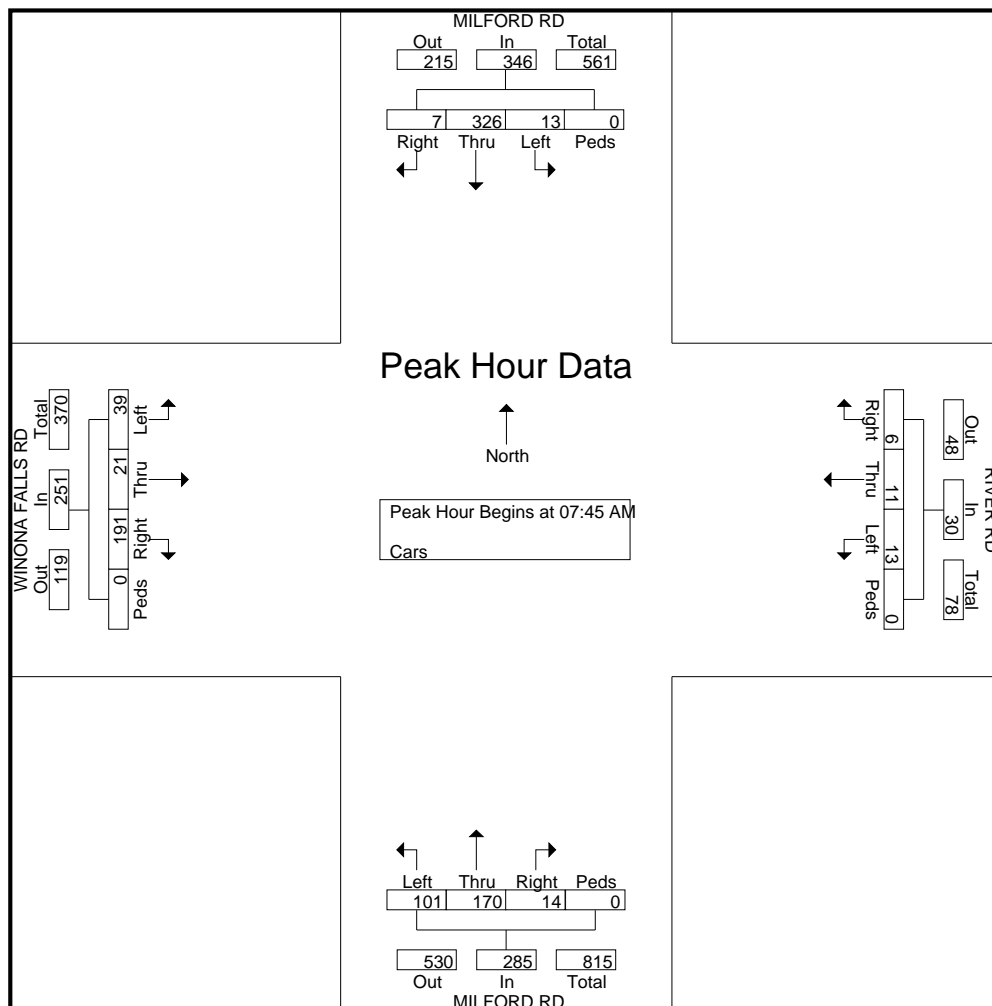 MILFORD RD
Out In Total
215 346 561
7 326 13 0
Right Thru Left Peds
Peak Hour Data
North
Peak Hour Begins at 07:45 AM
Cars
WINONA FALLS RD
Out In Total
119 251 370
0 191 21 39
Peds Right Thru Left
RIVER RD
Out In Total
48 30 78
6 11 13 0
Right Thru Left Peds
Left Thru Right Peds
101 170 14 0
530 285 815
Out In Total
MILFORD RD